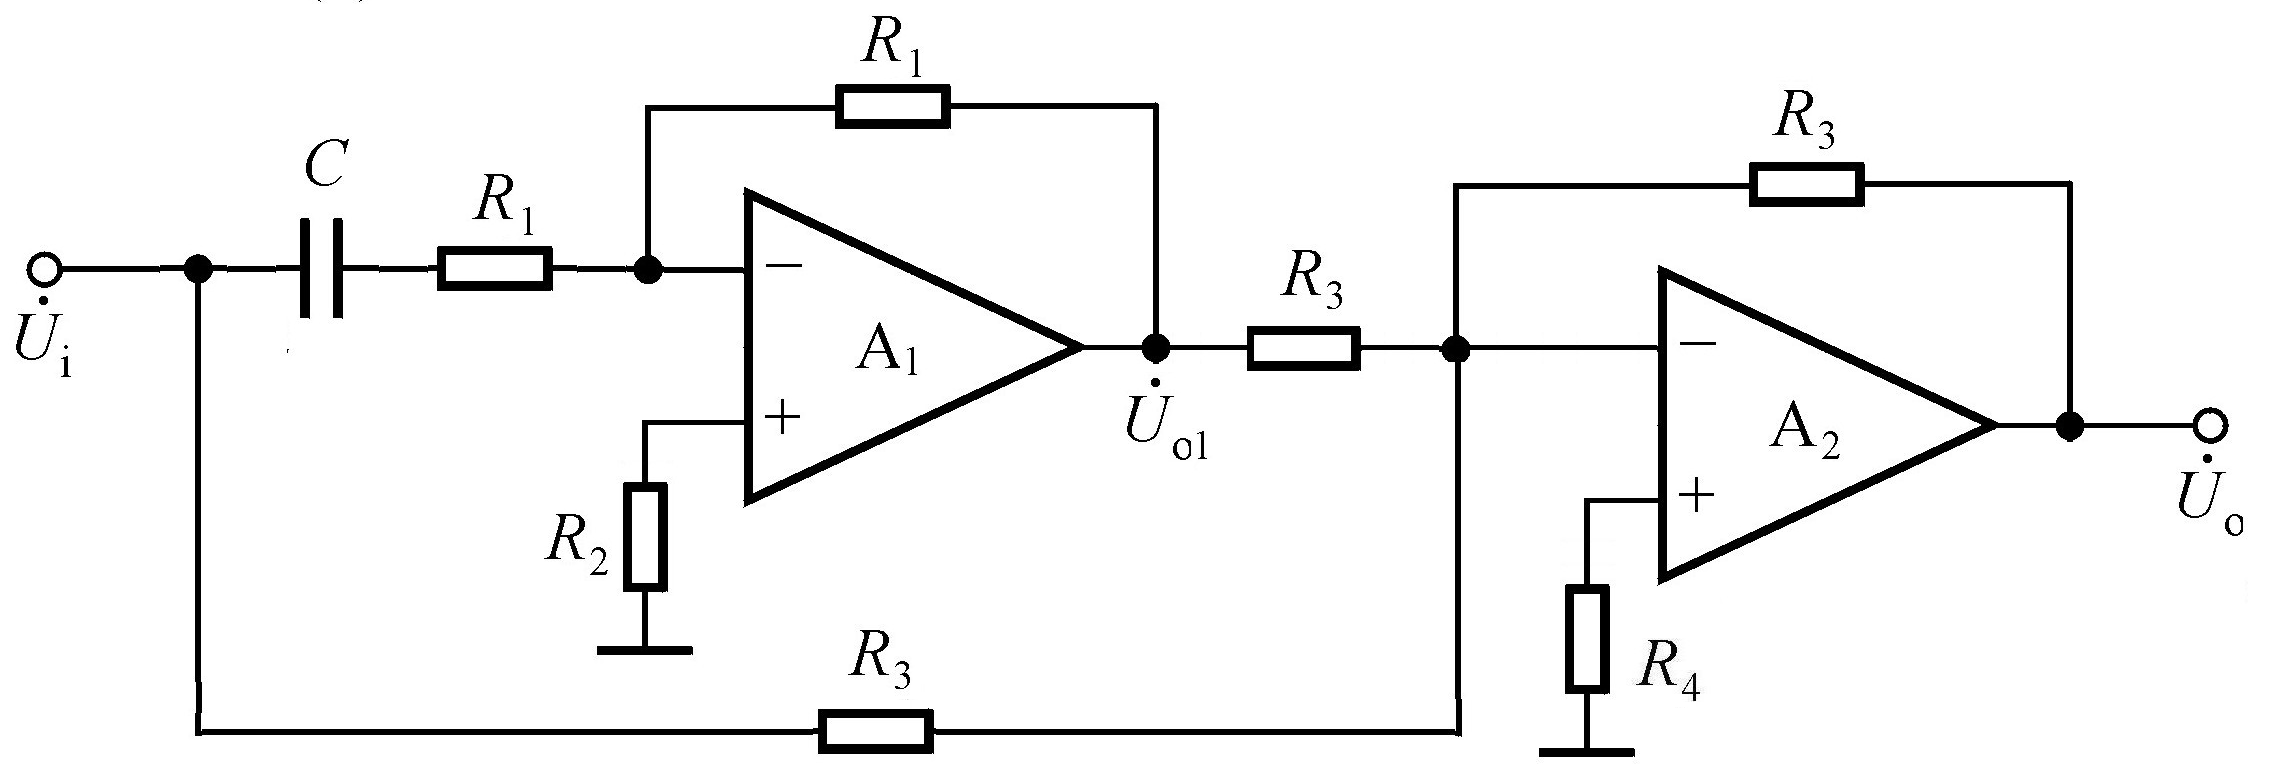 R₁
R₃
C
R₁
−
+
A₁
U̇ᵢ
R₂
U̇ₒ₁
R₃
−
+
A₂
U̇ₒ
R₄
R₃